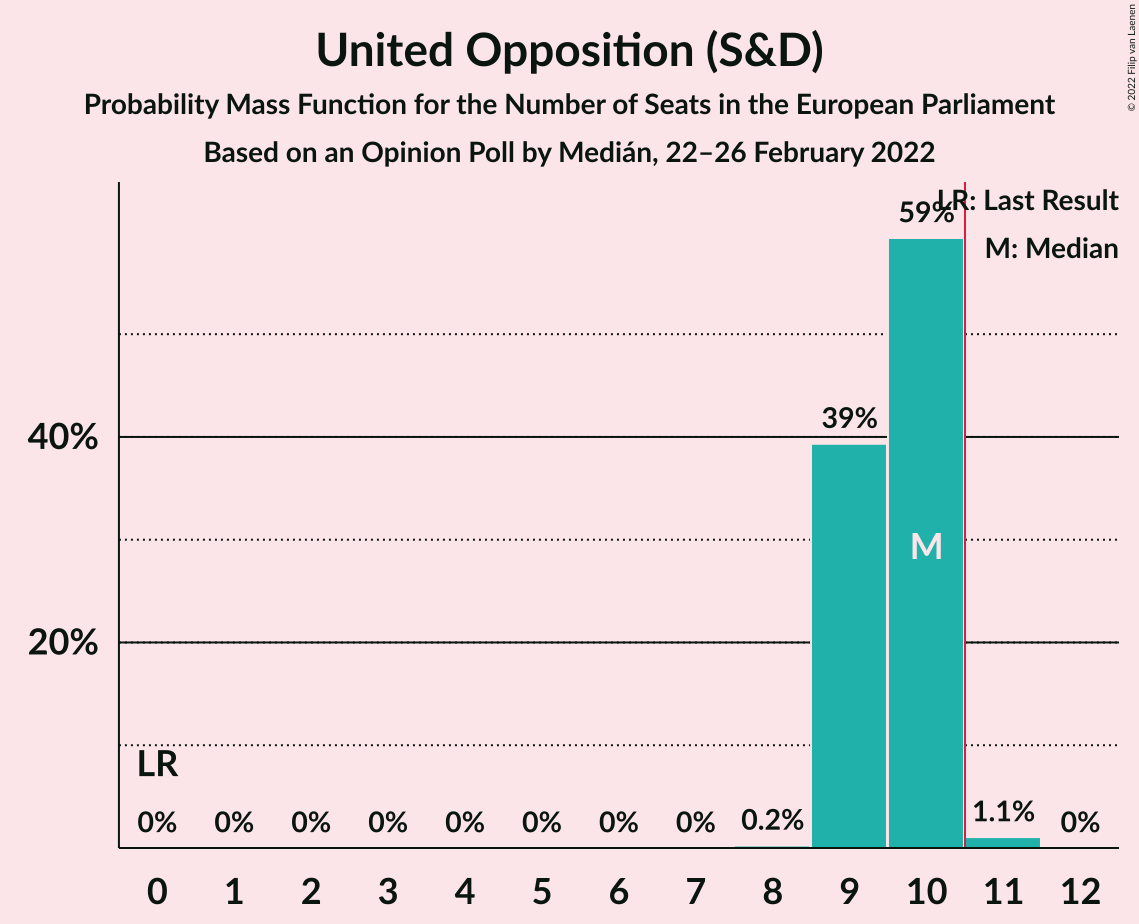 United Opposition (S&D)
Probability Mass Function for the Number of Seats in the European Parliament
Based on an Opinion Poll by Medián, 22–26 February 2022
© 2022 Filip van Laenen
LR: Last Result
M: Median
59%
39%
40%
M
20%
LR
0% 0% 0% 0% 0% 0% 0% 0% 0.2% 1.1% 0%
0 1 2 3 4 5 6 7 8 9 10 11 12